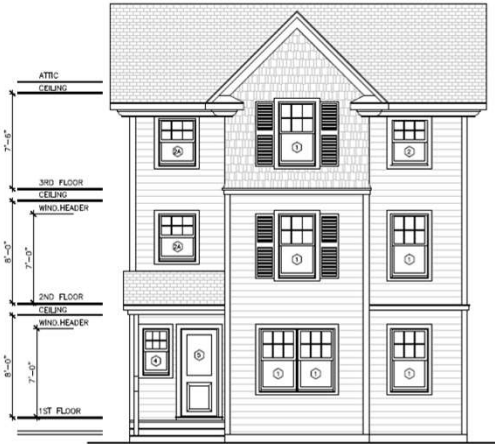 ATTIC
CEILING
7'-6"
2A
1
2
3RD FLOOR
CEILING
WIND.HEADER
8'-0"
7'-0"
2A
1
1
2ND FLOOR
CEILING
WIND.HEADER
8'-0"
7'-0"
4
5
1
1
1
1ST FLOOR